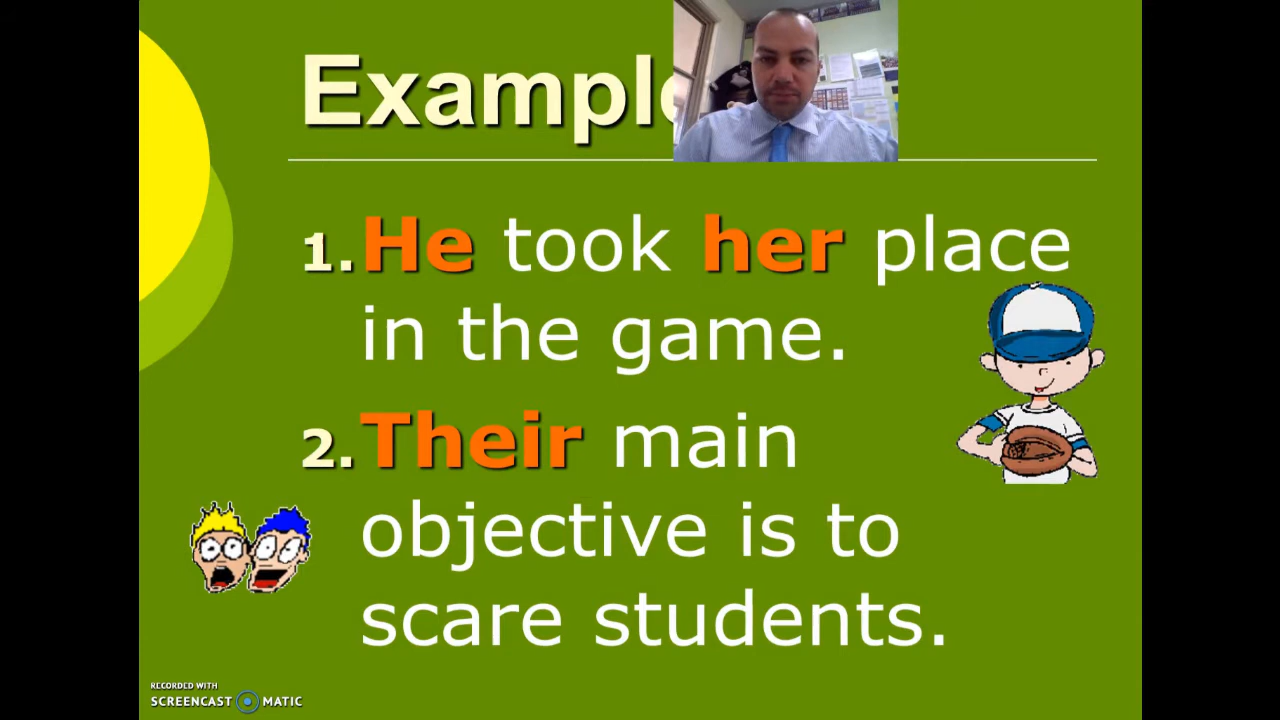 Example
1. He took her place
in the game.
2. Their main
objective is to
scare students.
RECORDED WITH
SCREENCAST MATIC